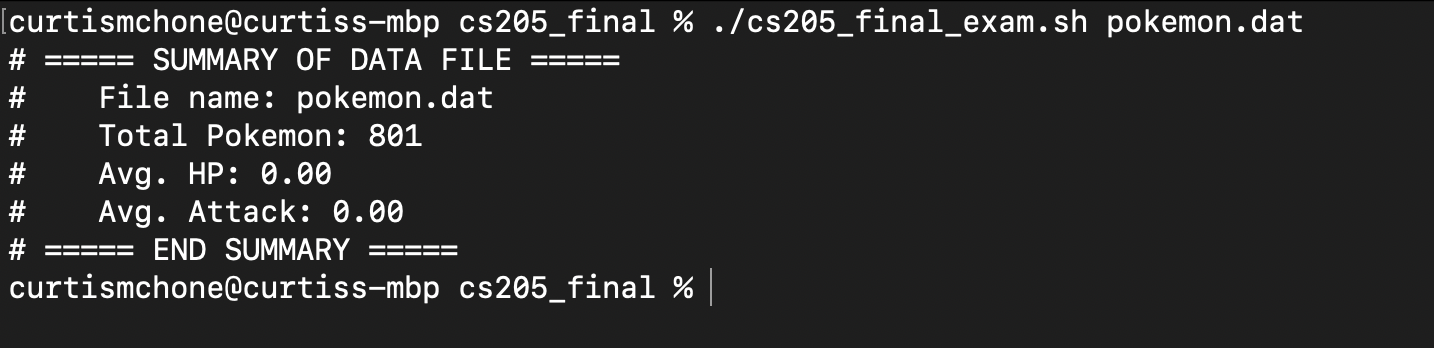 [curtismchone@curtiss-mbp cs205_final % ./cs205_final_exam.sh pokemon.dat
# ===== SUMMARY OF DATA FILE =====
#    File name: pokemon.dat
#    Total Pokemon: 801
#    Avg. HP: 0.00
#    Avg. Attack: 0.00
# ===== END SUMMARY =====
curtismchone@curtiss-mbp cs205_final %